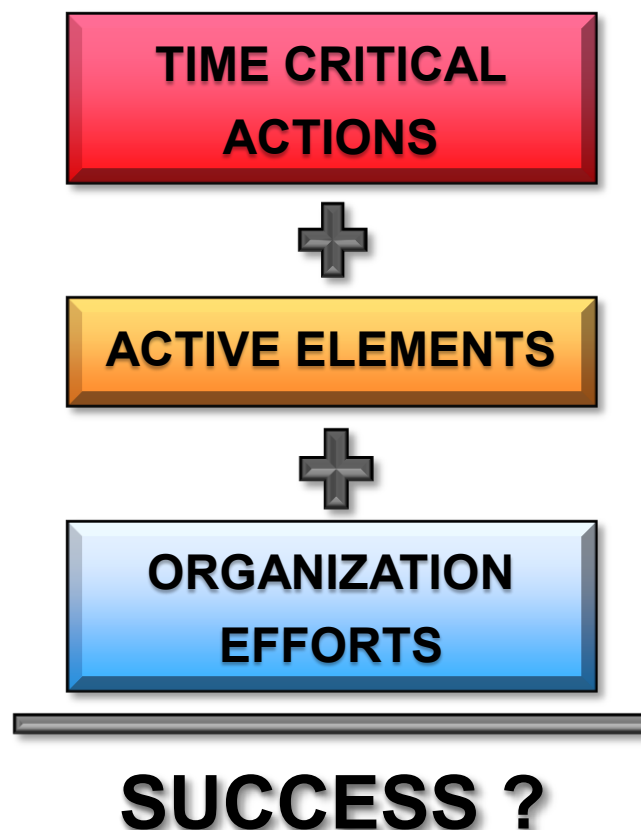 TIME CRITICAL
ACTIONS
ACTIVE ELEMENTS
ORGANIZATION
EFFORTS
SUCCESS ?